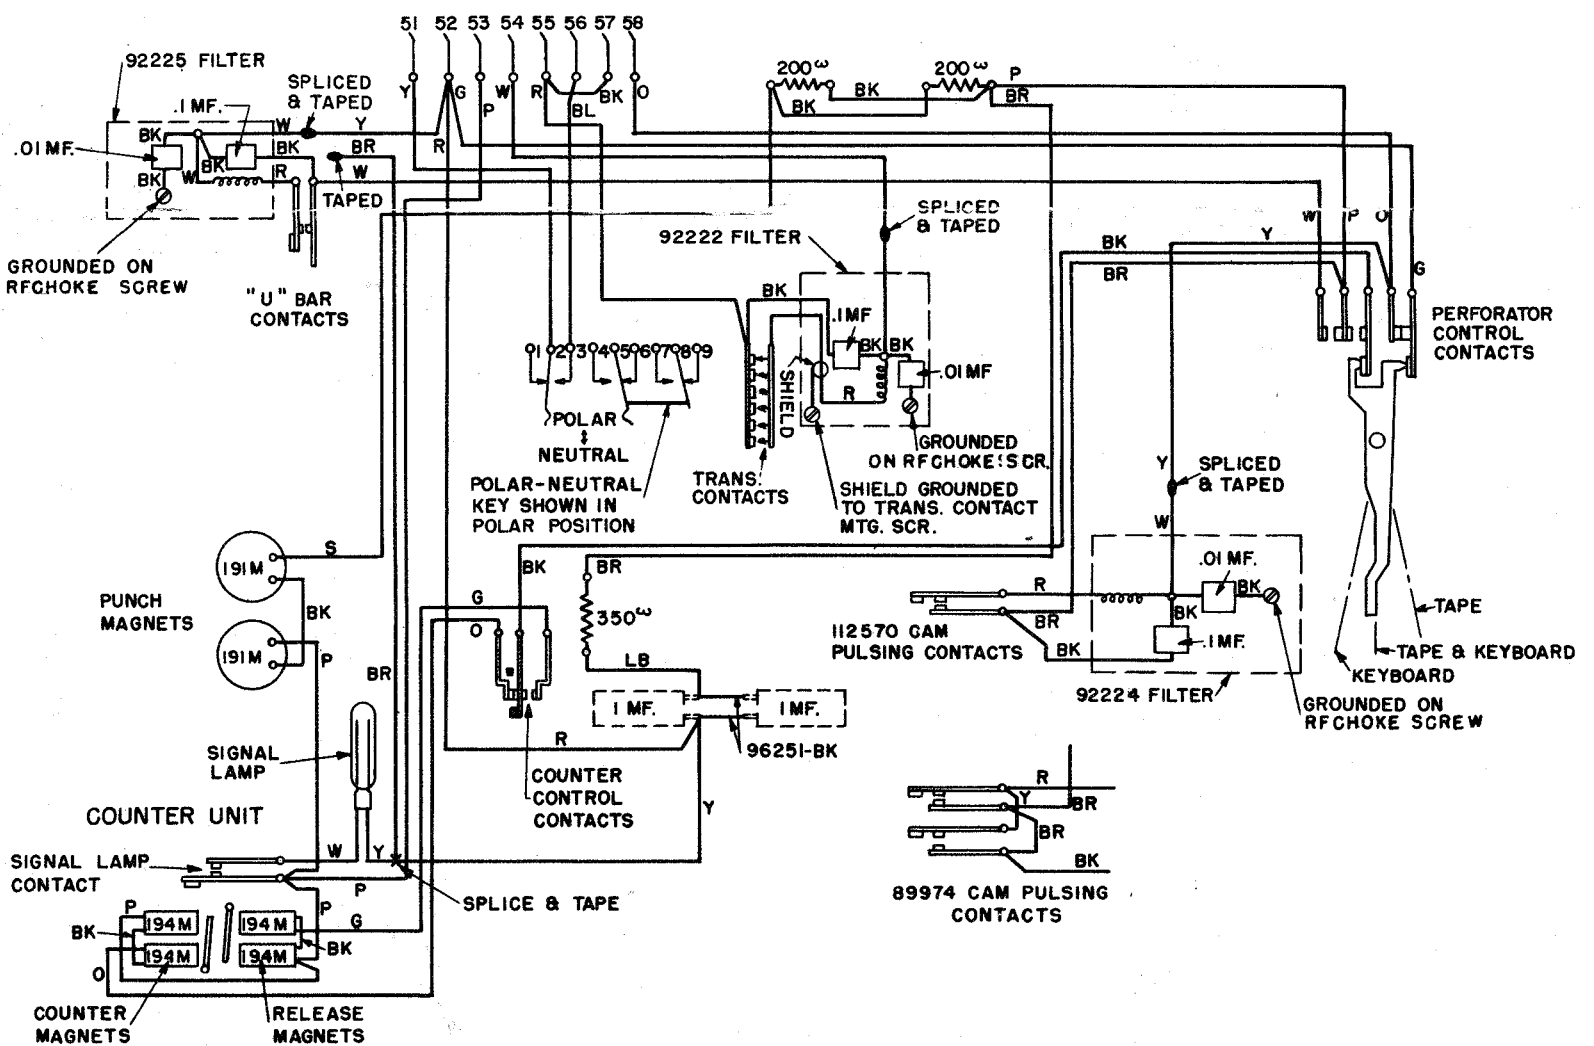 51 52 53 54 55 56 57 58
92225 FILTER
SPLICED
& TAPED
.1 MF.
.01 MF.
BK
BK
BK
W
W
Y
BK
BR
R
W
TAPED
GROUNDED ON
RFCHOKE SCREW
"U" BAR
CONTACTS
Y
G
R
P
W
R
BL
BK
O
200 ω
200 ω
BK
BK
P
BR
92222 FILTER
SPLICED
& TAPED
BK
.1 MF
BK
BK
.01 MF
R
SHIELD
GROUNDED
ON RFCHOKE SCR.
SHIELD GROUNDED
TO TRANS. CONTACT
MTG. SCR.
TRANS.
CONTACTS
1 2 3 4 5 6 7 8 9
POLAR
NEUTRAL
POLAR-NEUTRAL
KEY SHOWN IN
POLAR POSITION
W
P
O
G
Y
BK
BR
PERFORATOR
CONTROL
CONTACTS
Y
SPLICED
& TAPED
W
.01 MF.
BK
BK
.1 MF.
R
BR
BK
112570 CAM
PULSING CONTACTS
92224 FILTER
GROUNDED ON
RFCHOKE SCREW
TAPE
TAPE & KEYBOARD
KEYBOARD
191M
191M
S
BK
P
PUNCH
MAGNETS
BK
BR
350 ω
LB
G
O
1 MF.
1 MF.
96251-BK
R
Y
COUNTER
CONTROL
CONTACTS
BR
SIGNAL
LAMP
COUNTER UNIT
SIGNAL LAMP
CONTACT
W
Y
P
SPLICE & TAPE
P
P
BK
194M
194M
194M
194M
G
BK
O
COUNTER
MAGNETS
RELEASE
MAGNETS
R
Y
BR
BR
BK
89974 CAM PULSING
CONTACTS